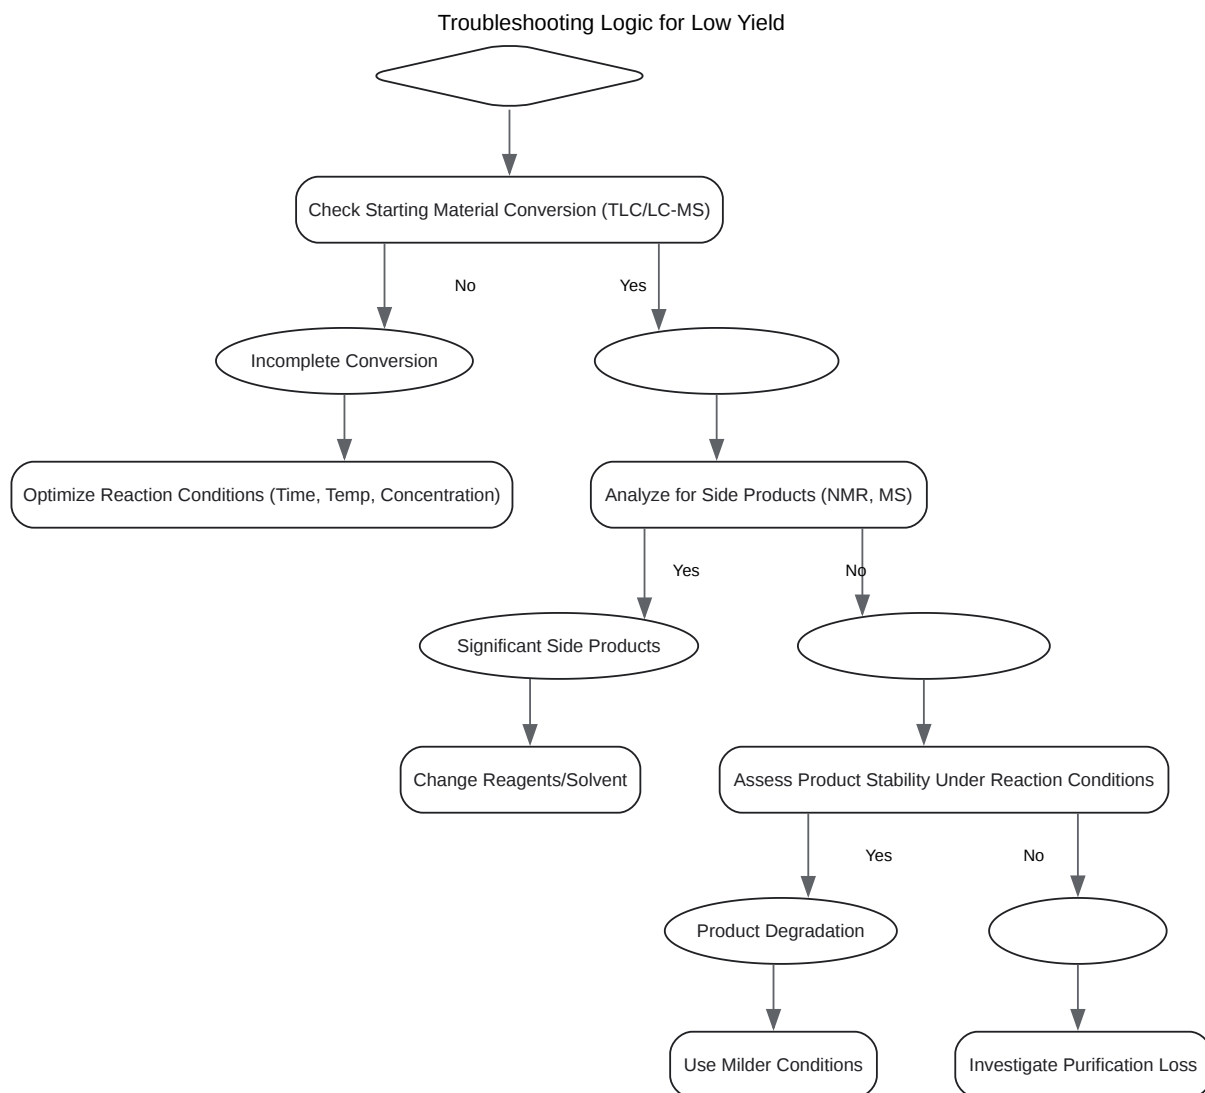 Troubleshooting Logic for Low Yield
Check Starting Material Conversion (TLC/LC-MS)
No
Yes
Incomplete Conversion
Optimize Reaction Conditions (Time, Temp, Concentration)
Analyze for Side Products (NMR, MS)
Yes
No
Significant Side Products
Change Reagents/Solvent
Assess Product Stability Under Reaction Conditions
Yes
No
Product Degradation
Use Milder Conditions
Investigate Purification Loss